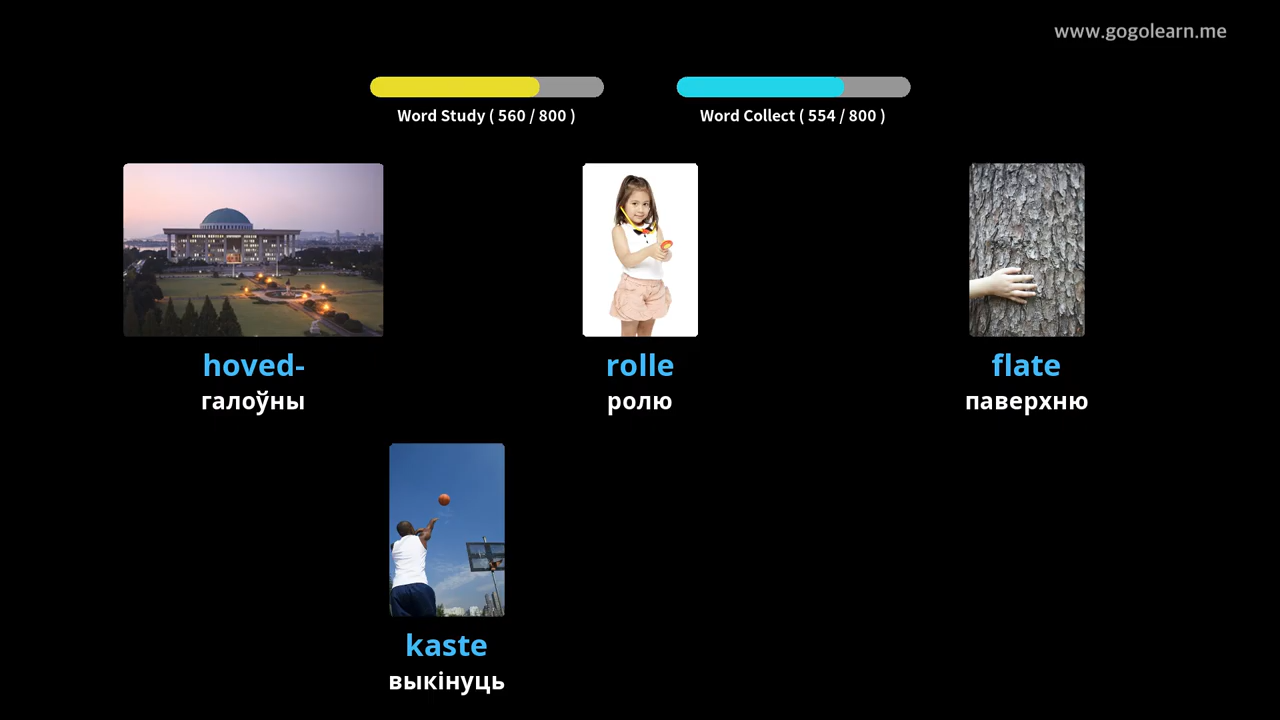 www.gogolearn.me
Word Study ( 560 / 800 )
Word Collect ( 554 / 800 )
hoved-
галоўны
rolle
ролю
flate
паверхню
kaste
выкінуць